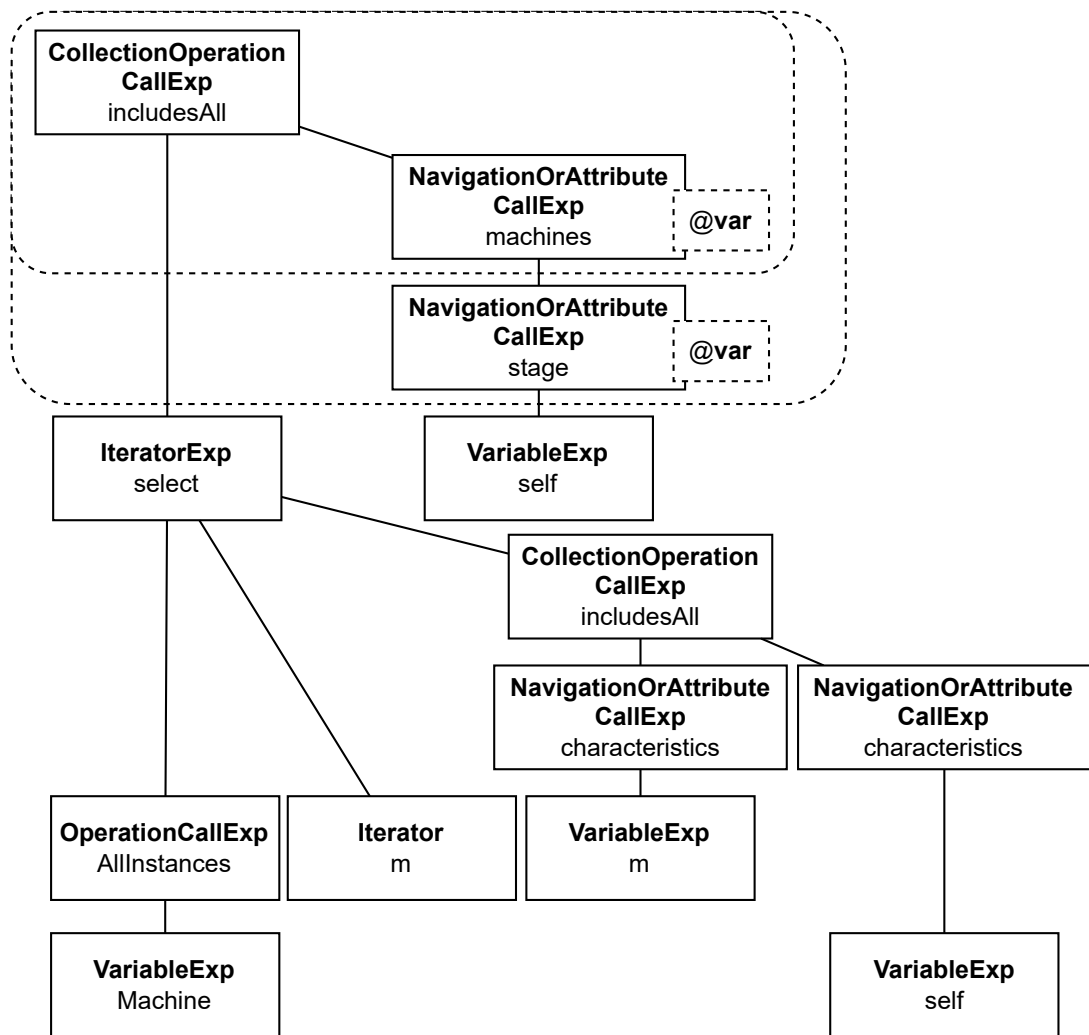 CollectionOperation
CallExp
includesAll
NavigationOrAttribute
CallExp
machines
@var
NavigationOrAttribute
CallExp
stage
@var
IteratorExp
select
VariableExp
self
CollectionOperation
CallExp
includesAll
NavigationOrAttribute
CallExp
characteristics
NavigationOrAttribute
CallExp
characteristics
OperationCallExp
AllInstances
Iterator
m
VariableExp
m
VariableExp
Machine
VariableExp
self